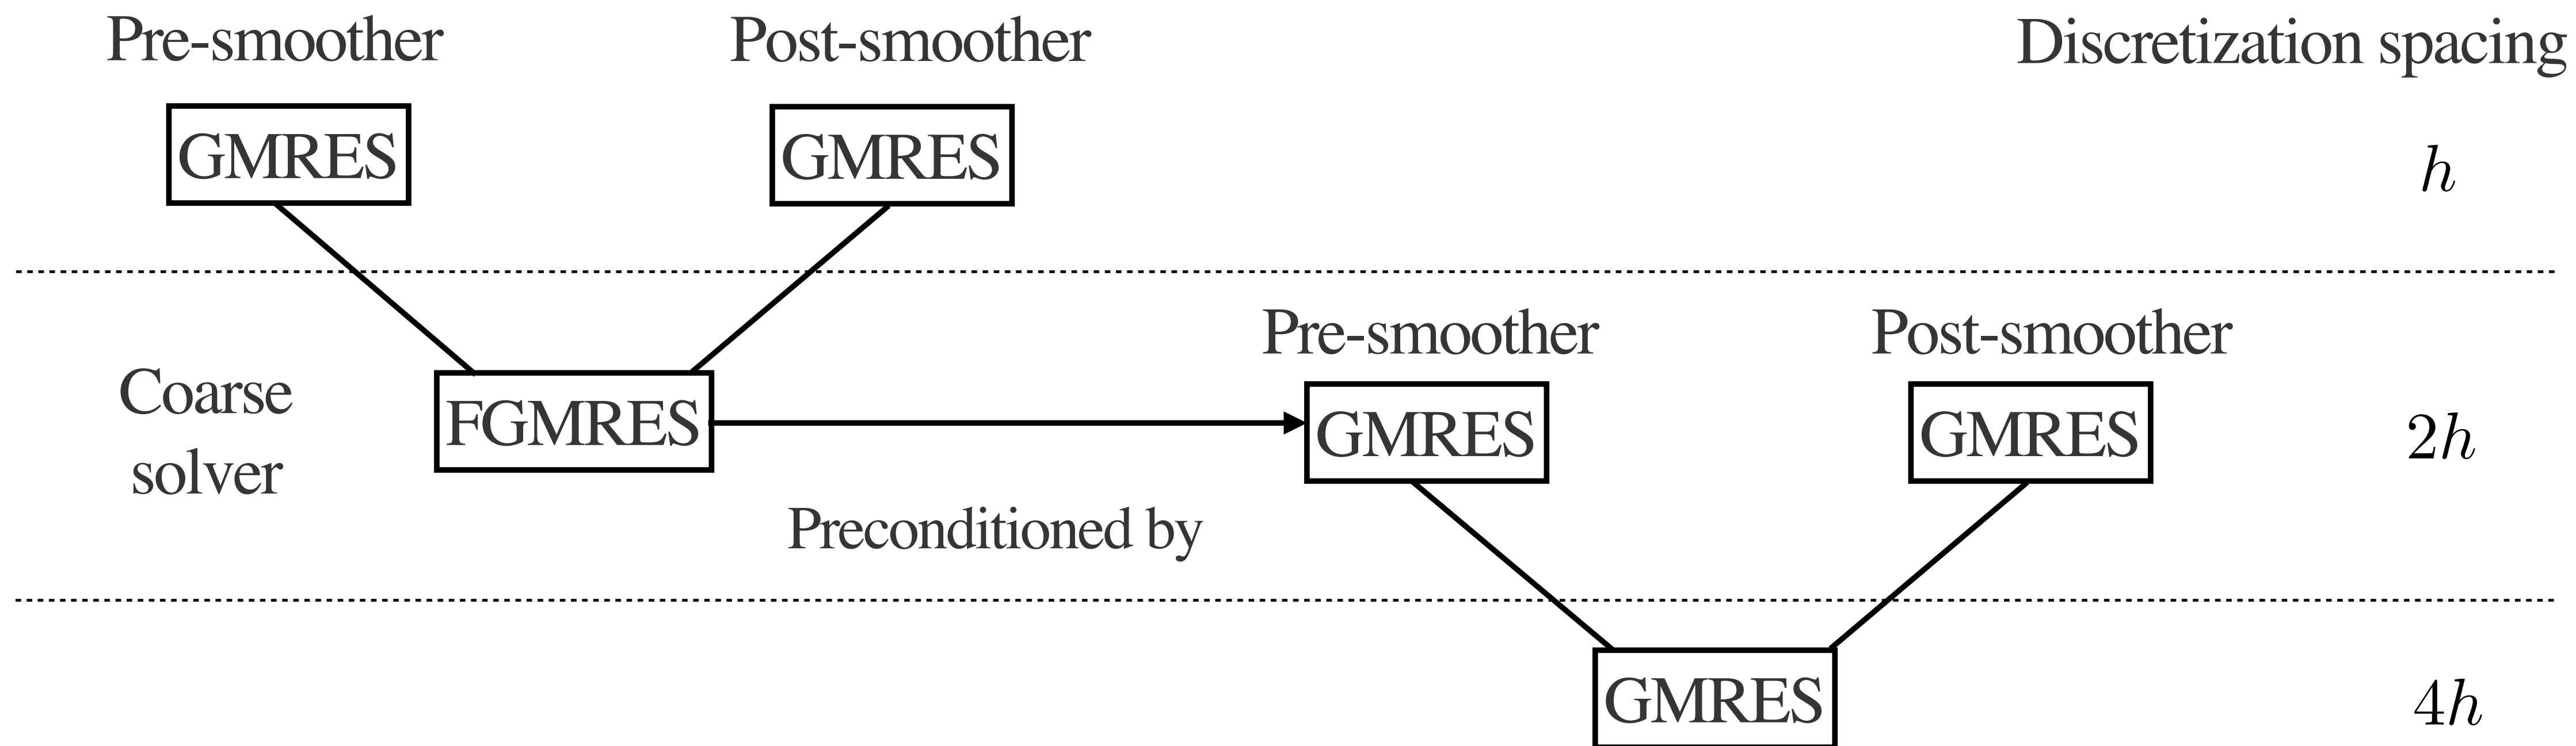 Pre-smoother
Post-smoother
Discretization spacing
GMRES
GMRES
h
Pre-smoother
Post-smoother
Coarse
solver
FGMRES
GMRES
GMRES
2h
Preconditioned by
GMRES
4h